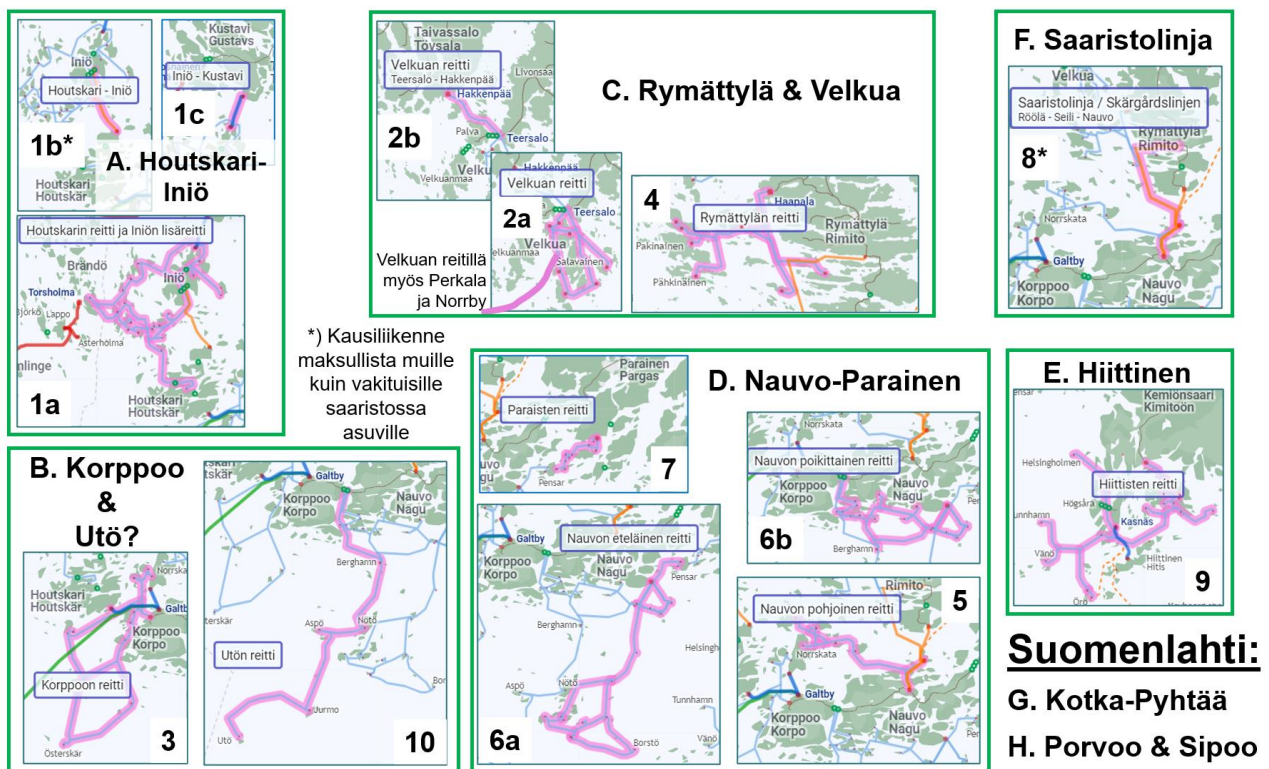 Kustavi
Gustavs
Iniö
Houtskari - Iniö
Iniö - Kustavi
1c
1b*
A. Houtskari-
Iniö
Houtskari
Houtskär
Houtskarin reitti ja Iniön lisäreitti
Brändö
Iniö
Torsholma
Lappo
Asterholma
Houtskari
Houtskär
1a
Taivassalo
Tövsala
Velkuan reitti
Teersalo - Hakkenpää
Livonsaa
Hakkenpää
2b
Palva
Teersalo
Velkuanmaa
Hakkenpää
Velkuan reitti
Teersalo
2a
Velkua
Salavainen
Velkuan reitillä
myös Perkala
ja Norrby
C. Rymättylä & Velkua
4
Haapala
Rymättylän reitti
Pakinainen
Rymättylä
Rimito
Pähkinäinen
F. Saaristolinja
Velkua
Saaristolinja / Skärgårdslinjen
Röölä - Seili - Nauvo
Rymättylä
Rimito
8*
Norrskata
Galtby
Korppoo
Korpo
Nauvo
Nagu
*) Kausiliikenne
maksullista muille
kuin vakituisille
saaristossa
asuville
B. Korppoo
&
Utö?
Houtskari
Houtskär
Korppoo
Korpo
Korppoon reitti
Österskär
3
Galtby
Korppoo
Korpo
Nauvo
Nagu
Berghamn
Aspö
Nötö
Utön reitti
Jurmo
Utö
10
D. Nauvo-Parainen
Parainen
Pargas
Paraisten reitti
Pensar
7
Galtby
Nauvon eteläinen reitti
Korppoo
Korpo
Nauvo
Nagu
Pensar
Berghamn
Nötö
Aspö
Tunnhamn
Borstö
Vänö
6a
Norrskata
Nauvon poikittainen reitti
Korppoo
Korpo
Nauvo
Nagu
Berghamn
6b
Rimito
5
Nauvon pohjoinen reitti
Norrskata
Galtby
Korppoo
Korpo
Nauvo
Nagu
E. Hiittinen
Kemiönsaari
Kimitoön
Helsingholmen
Hiittisten reitti
Högsåra
Kasnäs
Vänö
Hiittinen
Hitis
Örö
9
Suomenlahti:
G. Kotka-Pyhtää
H. Porvoo & Sipoo